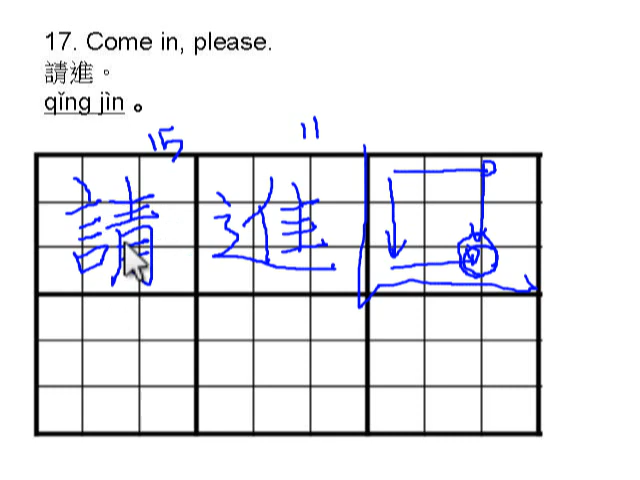 17. Come in, please.
請進。
qǐng jìn 。
15 11
請進